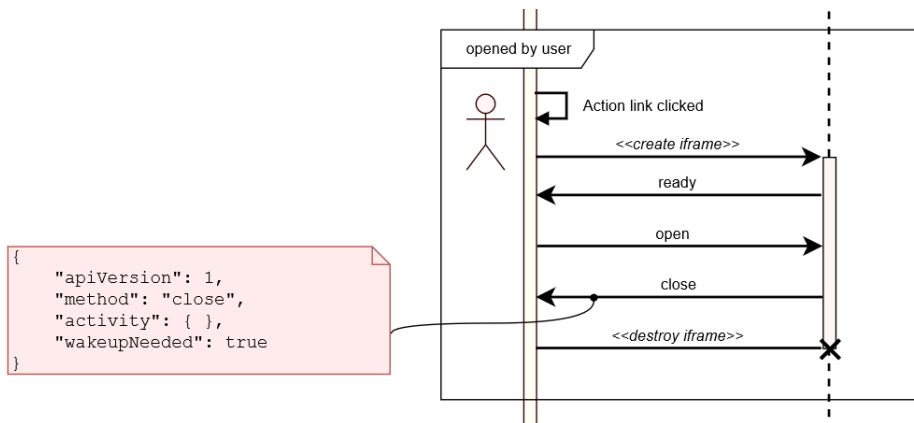 opened by user
Action link clicked
<<create iframe>>
ready
open
close
<<destroy iframe>>
{
"apiVersion": 1,
"method": "close",
"activity": { },
"wakeupNeeded": true
}